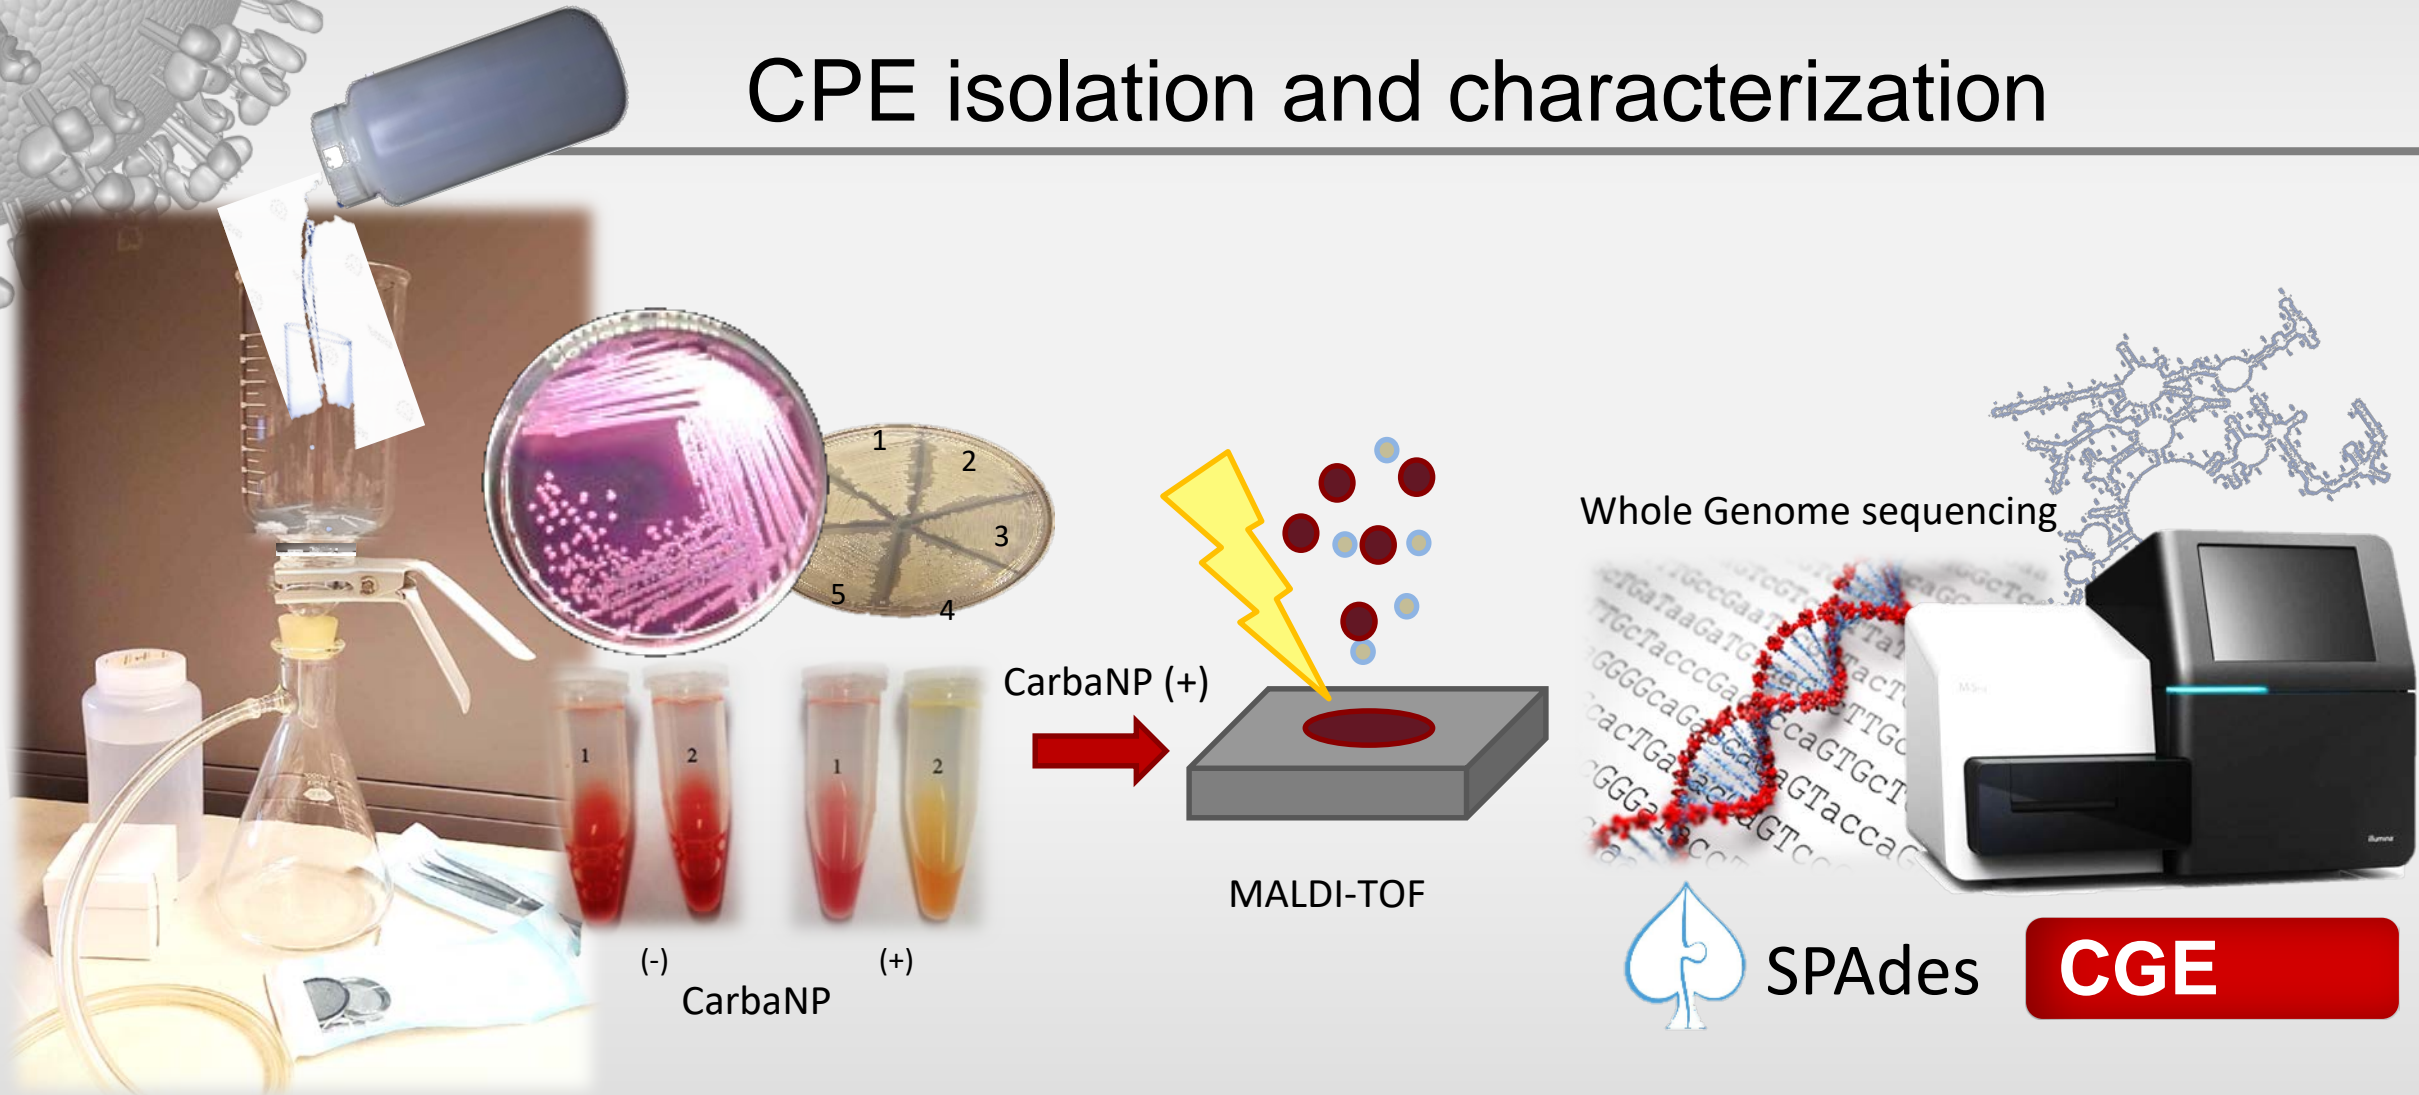 CPE isolation and characterization
1
2
3
4
5
1
2
1
2
(-)
(+)
CarbaNP
CarbaNP (+)
MALDI-TOF
Whole Genome sequencing
illumina
SPAdes
CGE